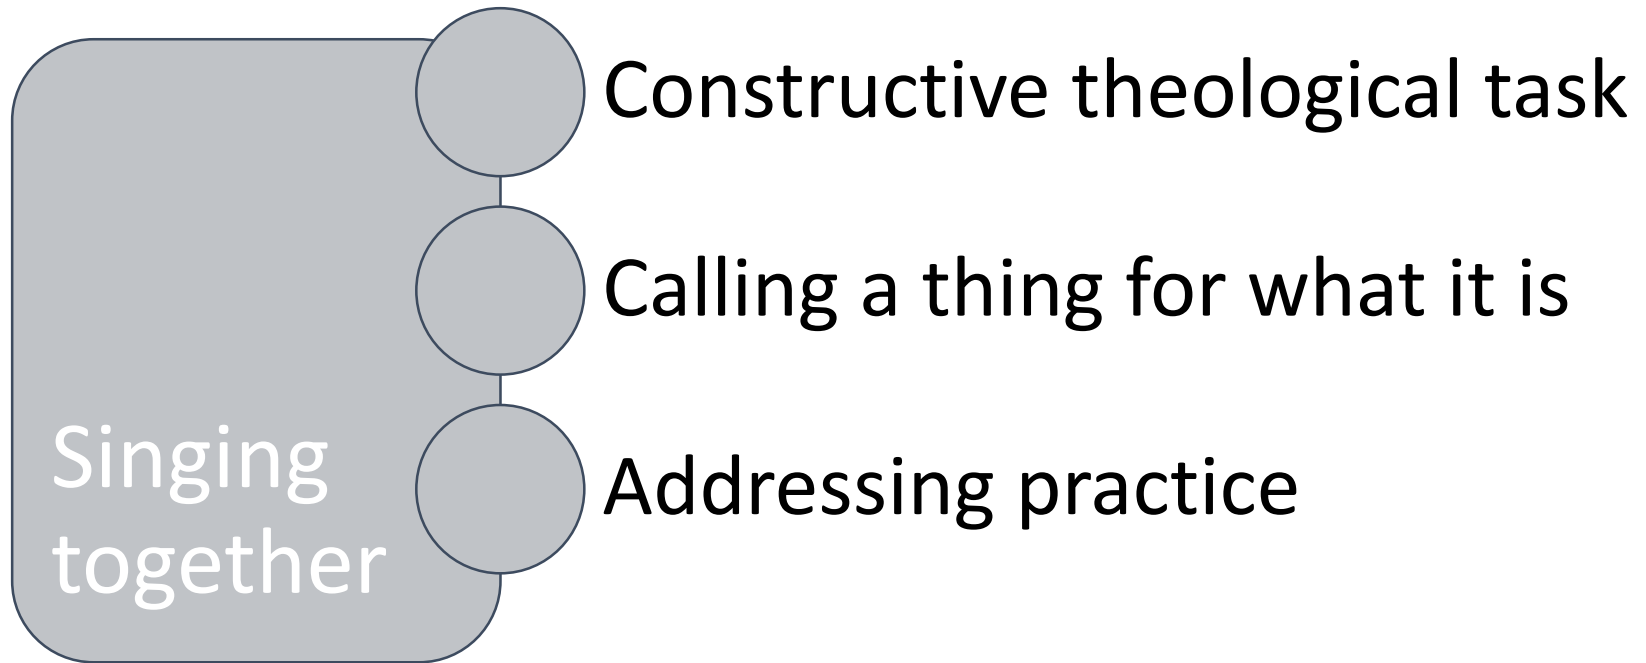 Constructive theological task
Calling a thing for what it is
Addressing practice
Singing
together